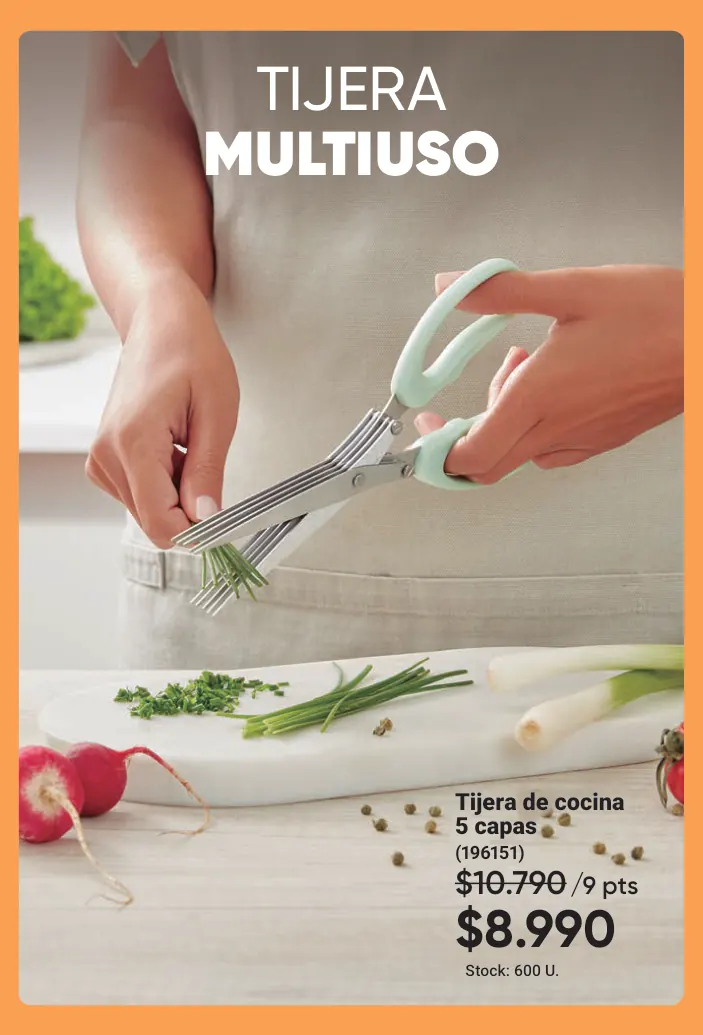 TIJERA
MULTIUSO
Tijera de cocina
5 capas
(196151)
$10.790 /9 pts
$8.990
Stock: 600 U.